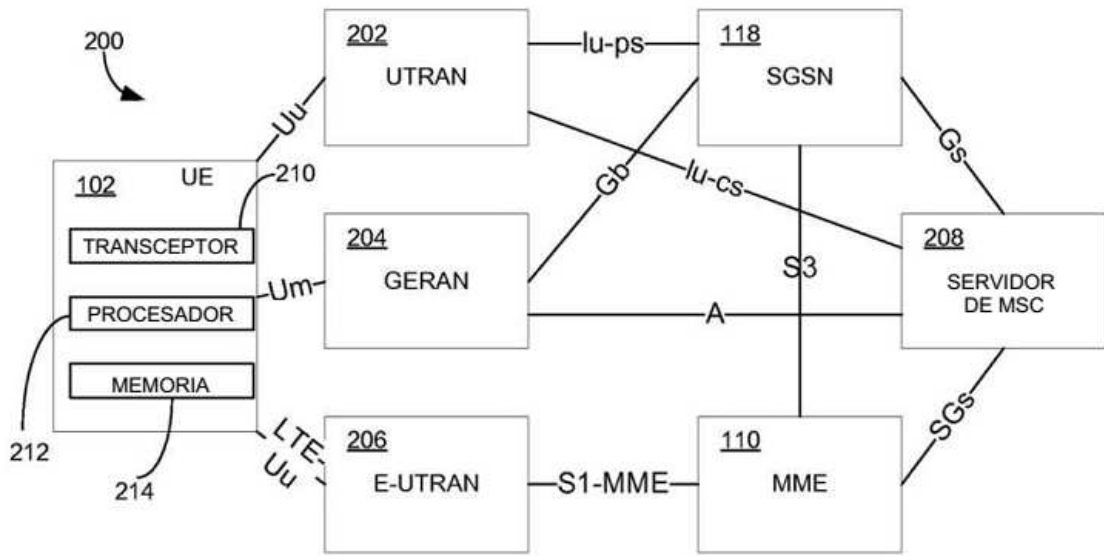 200
202
UTRAN
Iu-ps
118
SGSN
Uu
Gs
102
UE
210
Gb
Iu-cs
TRANSCEPTOR
204
GERAN
208
SERVIDOR
DE MSC
Um
S3
PROCESADOR
A
MEMORIA
SGs
212
214
LTE-
Uu
206
E-UTRAN
S1-MME
110
MME